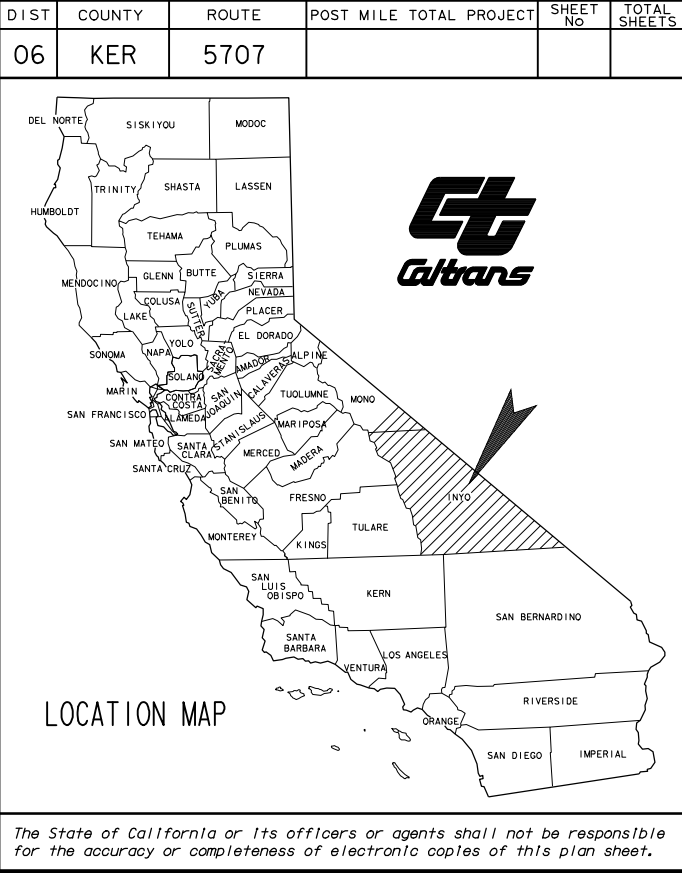 DIST COUNTY ROUTE POST MILE TOTAL PROJECT SHEET No TOTAL SHEETS
06 KER 5707
DEL NORTE
SISKIYOU
MODOC
TRINITY
SHASTA
LASSEN
HUMBOLDT
TEHAMA
PLUMAS
MENDOCINO
GLENN
BUTTE
SIERRA
NEVADA
COLUSA
YUBA
SUTTER
PLACER
LAKE
EL DORADO
YOLO
SONOMA
NAPA
SACRA-
MENTO
ALPINE
AMADOR
SOLANO
CALAVERAS
MARIN
CONTRA
COSTA
SAN
JOAQUIN
TUOLUMNE
MONO
SAN FRANCISCO
ALAMEDA
STANISLAUS
MARIPOSA
SAN MATEO
SANTA
CLARA
MERCED
MADERA
SANTA CRUZ
SAN
BENITO
FRESNO
INYO
MONTEREY
KINGS
TULARE
SAN
LUIS
OBISPO
KERN
SAN BERNARDINO
SANTA
BARBARA
VENTURA
LOS ANGELES
RIVERSIDE
ORANGE
SAN DIEGO
IMPERIAL
Ct
Caltrans
LOCATION MAP
The State of California or its officers or agents shall not be responsible
for the accuracy or completeness of electronic copies of this plan sheet.